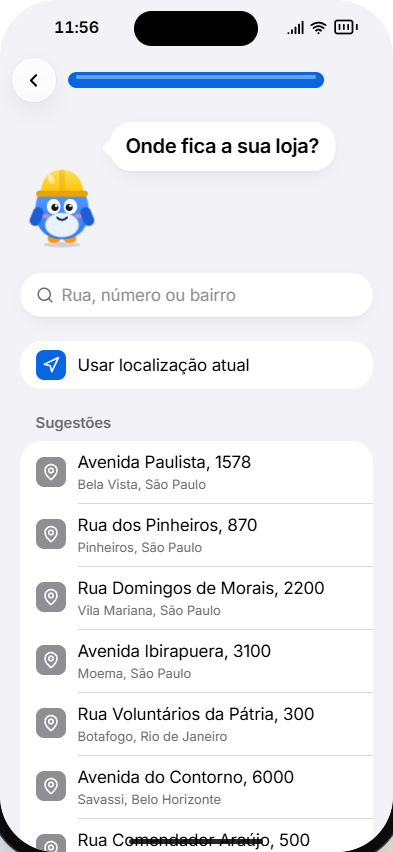 11:56
Onde fica a sua loja?
Rua, número ou bairro
Usar localização atual
Sugestões
Avenida Paulista, 1578
Bela Vista, São Paulo
Rua dos Pinheiros, 870
Pinheiros, São Paulo
Rua Domingos de Morais, 2200
Vila Mariana, São Paulo
Avenida Ibirapuera, 3100
Moema, São Paulo
Rua Voluntários da Pátria, 300
Botafogo, Rio de Janeiro
Avenida do Contorno, 6000
Savassi, Belo Horizonte
Rua Comendador Araújo, 500